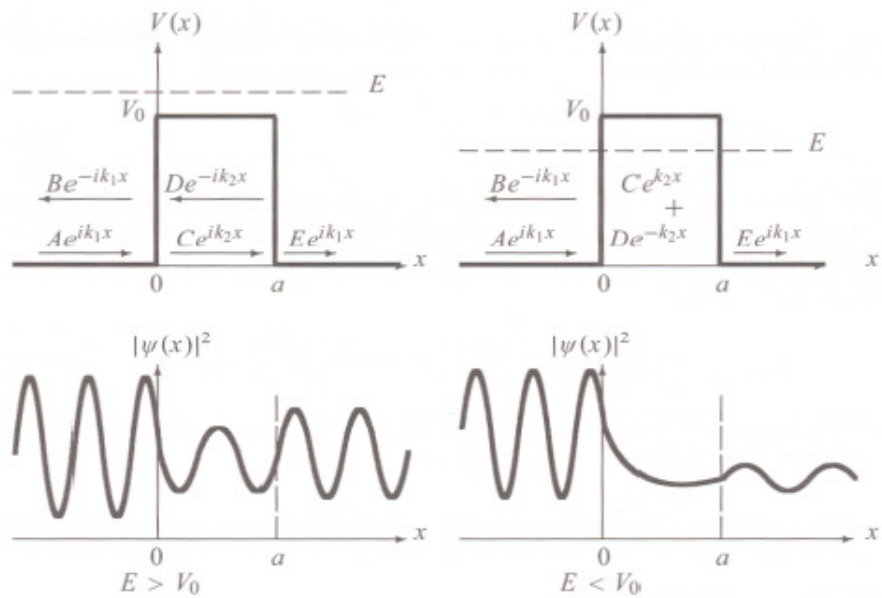 V(x)
E
V₀
Be^{-ik₁x} De^{-ik₂x}
Ae^{ik₁x} Ce^{ik₂x} Ee^{ik₁x} x
0 a
V(x)
V₀
E
Be^{-ik₁x} Ce^{k₂x}
+
Ae^{ik₁x} De^{-k₂x} Ee^{ik₁x} x
0 a
|ψ(x)|²
x
0 a
E > V₀
|ψ(x)|²
x
0 a
E < V₀